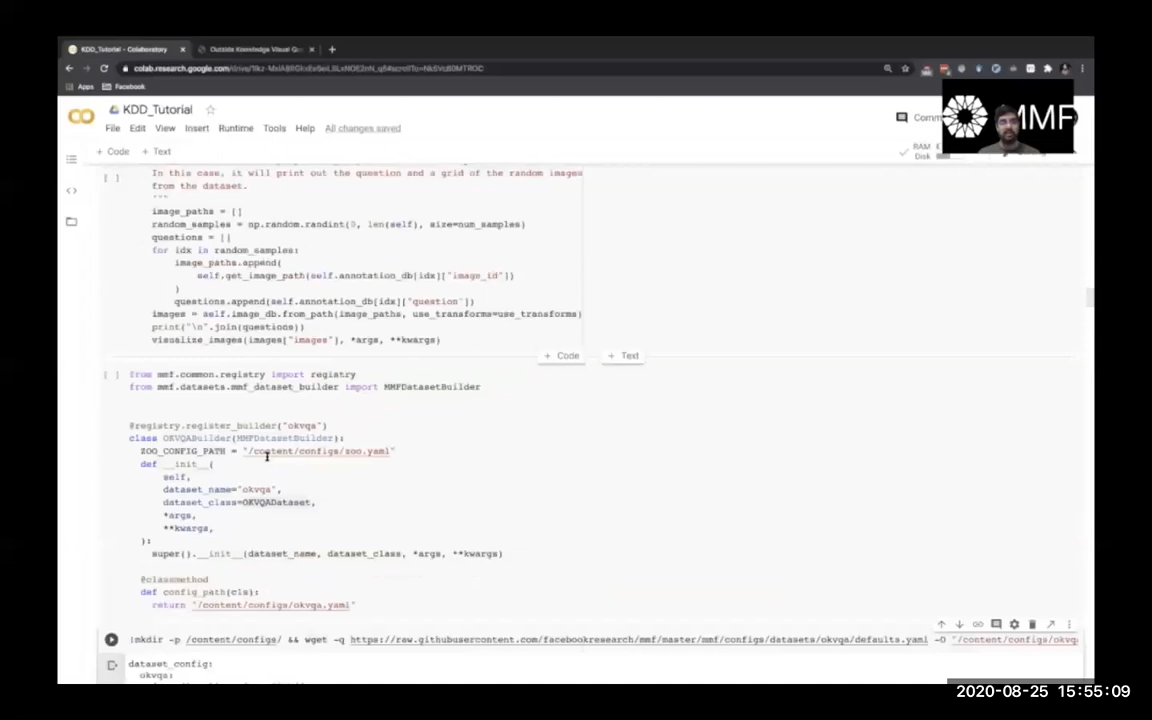 KDD_Tutorial - Colaboratory
Outside Knowledge Visual Que
colab.research.google.com
Apps
Facebook
KDD_Tutorial
MMF
File Edit View Insert Runtime Tools Help All changes saved
Comm
+ Code + Text
RAM
Disk
In this case, it will print out the question and a grid of the random images
[ ]
from the dataset.
"""
image_paths = []
random_samples = np.random.randint(0, len(self), size=num_samples)
questions = []
for idx in random_samples:
image_paths.append(
self.get_image_path(self.annotation_db[idx]["image_id"])
)
questions.append(self.annotation_db[idx]["question"])
images = self.image_db.from_path(image_paths, use_transforms=use_transforms)
print("\n".join(questions))
visualize_images(images["images"], *args, **kwargs)
+ Code + Text
[ ] from mmf.common.registry import registry
from mmf.datasets.mmf_dataset_builder import MMFDatasetBuilder
@registry.register_builder("okvqa")
class OKVQABuilder(MMFDatasetBuilder):
ZOO_CONFIG_PATH = "/content/configs/zoo.yaml"
def __init__(
self,
dataset_name="okvqa",
dataset_class=OKVQADataset,
*args,
**kwargs,
):
super().__init__(dataset_name, dataset_class, *args, **kwargs)
@classmethod
def config_path(cls):
return "/content/configs/okvqa.yaml"
!mkdir -p /content/configs/ && wget -q https://raw.githubusercontent.com/facebookresearch/mmf/master/mmf/configs/datasets/okvqa/defaults.yaml -O "/content/configs/okvq
dataset_config:
okvqa:
2020-08-25 15:55:09